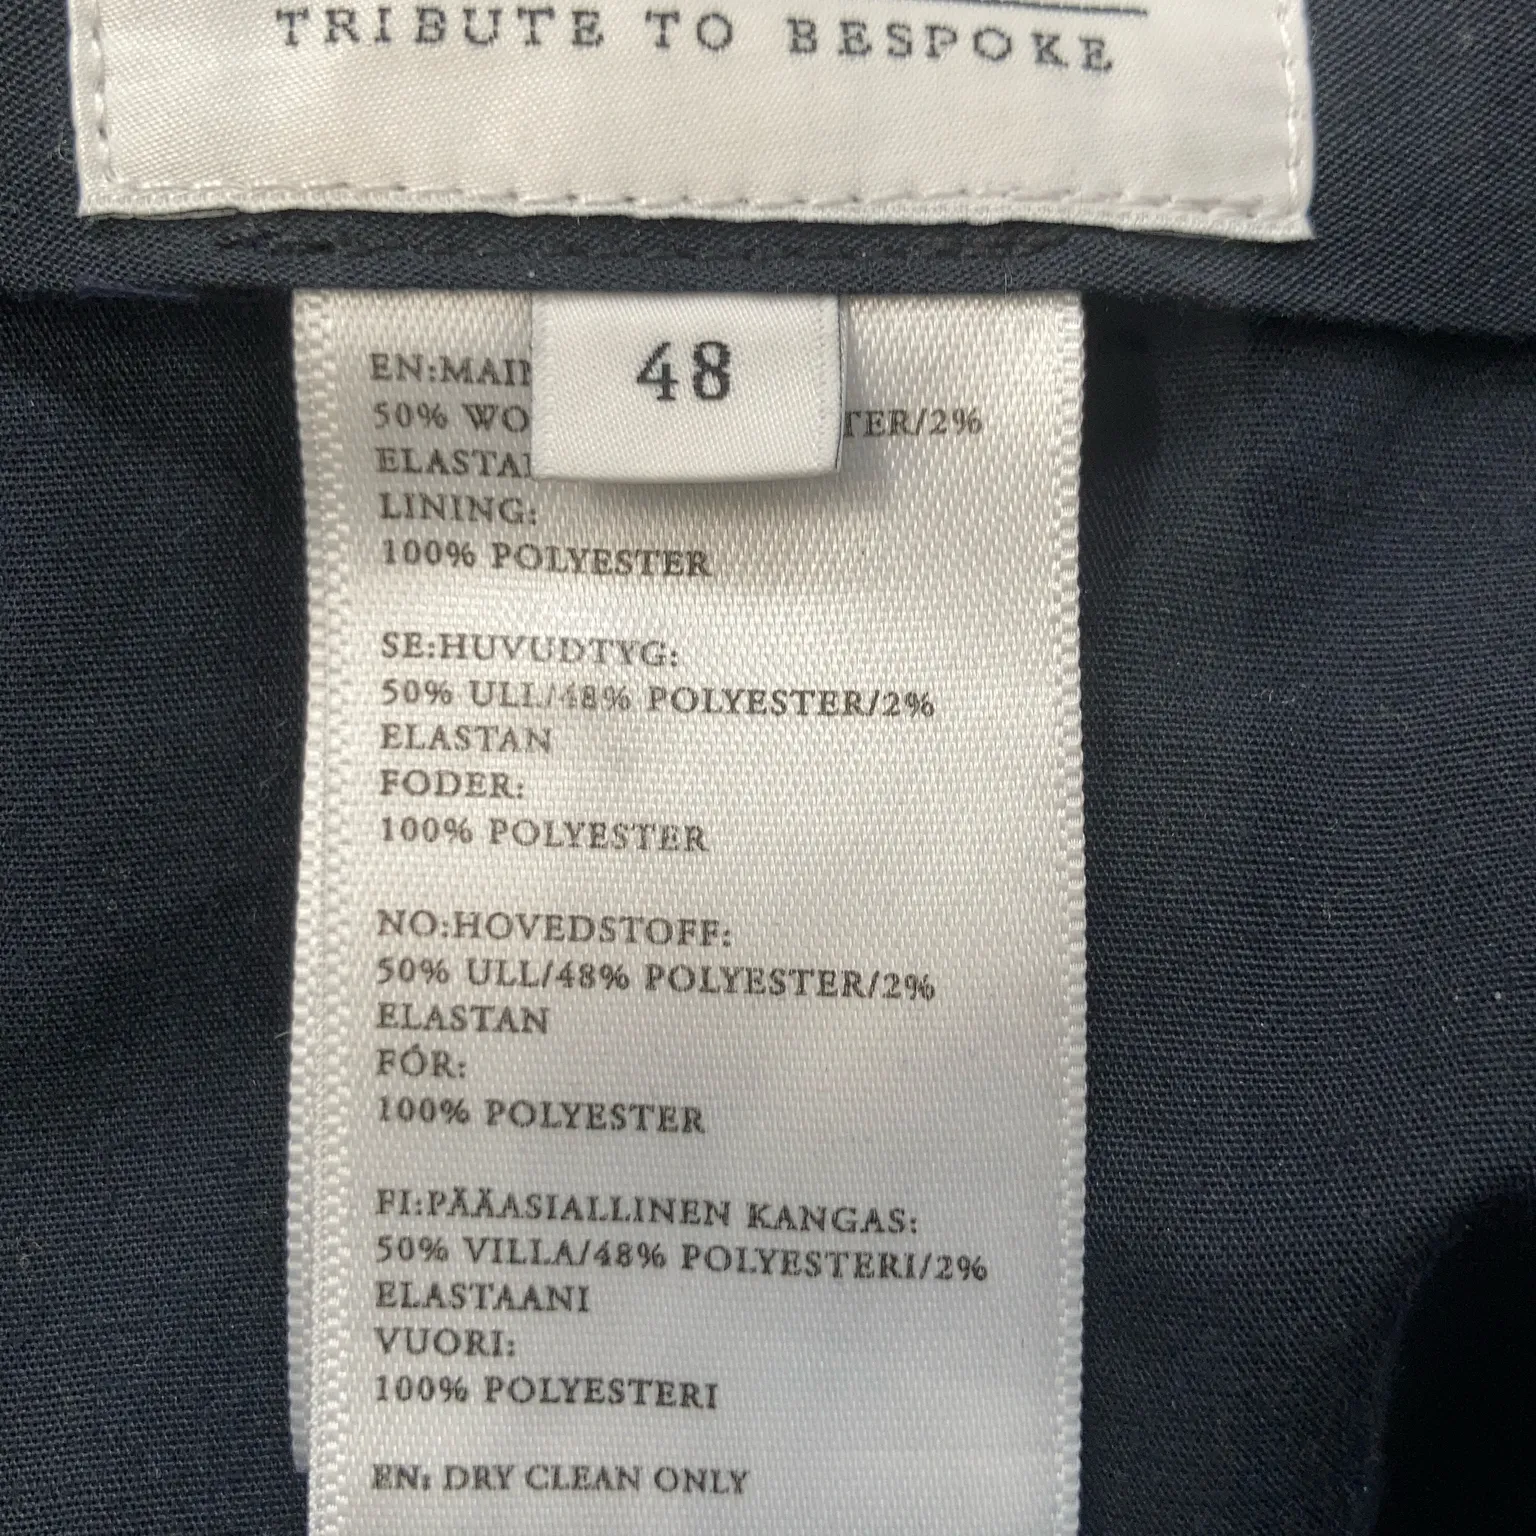 TRIBUTE TO BESPOKE
48
EN:MAIN
50% WO TER/2%
ELASTA
LINING:
100% POLYESTER
SE:HUVUDTYG:
50% ULL/48% POLYESTER/2%
ELASTAN
FODER:
100% POLYESTER
NO:HOVEDSTOFF:
50% ULL/48% POLYESTER/2%
ELASTAN
FÓR:
100% POLYESTER
FI:PÄÄASIALLINEN KANGAS:
50% VILLA/48% POLYESTERI/2%
ELASTAANI
VUORI:
100% POLYESTERI
EN: DRY CLEAN ONLY